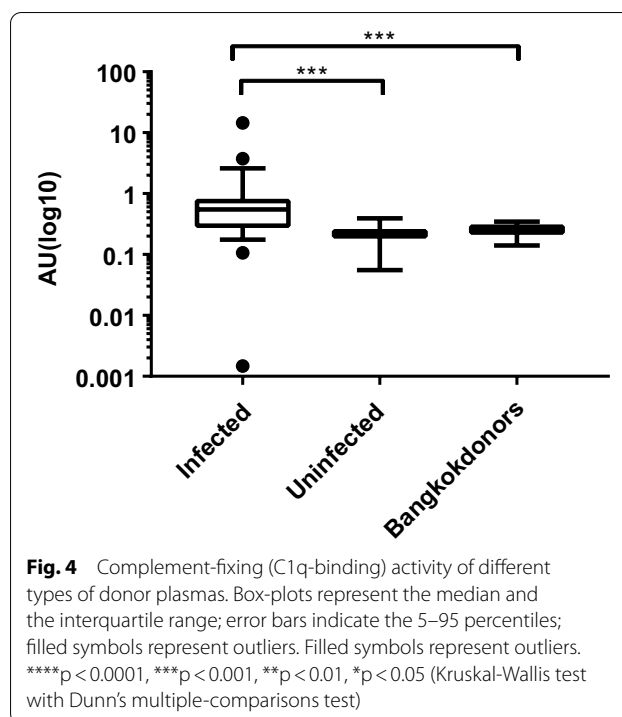 ***
***
100
10
1
0.1
0.01
0.001
AU(log10)
Infected
Uninfected
Bangkokdonors
Fig. 4 Complement-fixing (C1q-binding) activity of different
types of donor plasmas. Box-plots represent the median and
the interquartile range; error bars indicate the 5–95 percentiles;
filled symbols represent outliers. Filled symbols represent outliers.
****p < 0.0001, ***p < 0.001, **p < 0.01, *p < 0.05 (Kruskal-Wallis test
with Dunn's multiple-comparisons test)